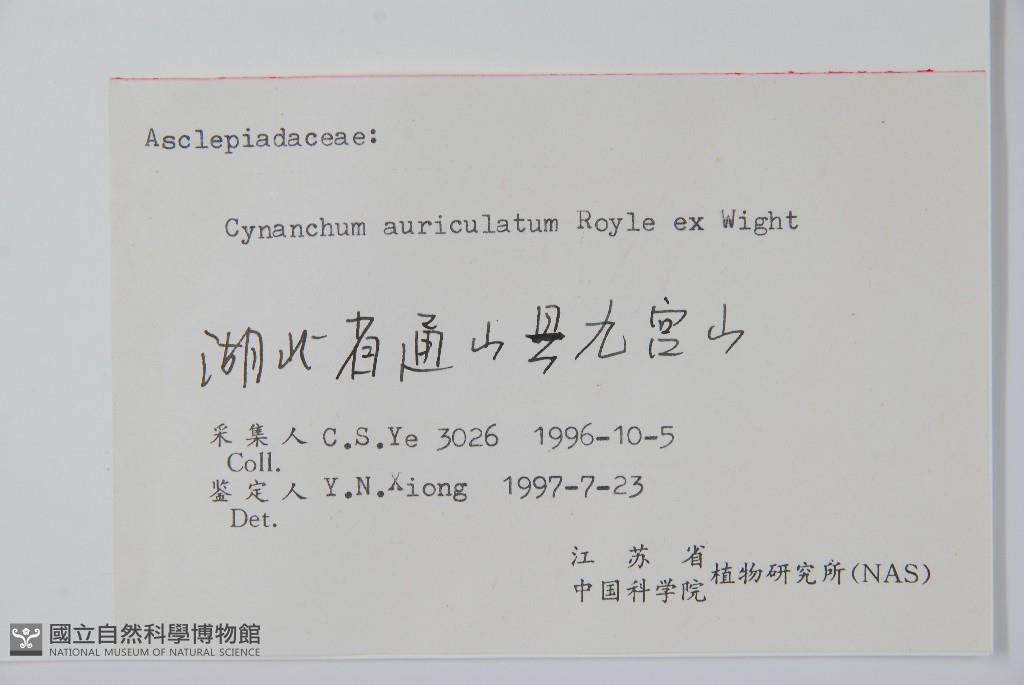 Asclepiadaceae:
Cynanchum auriculatum Royle ex Wight
湖北省通山县九宫山
采集人 C.S.Ye 3026 1996-10-5
Coll.
鉴定人 Y.N.Xiong 1997-7-23
Det.
江苏省
中国科学院 植物研究所(NAS)
國立自然科學博物館
NATIONAL MUSEUM OF NATURAL SCIENCE